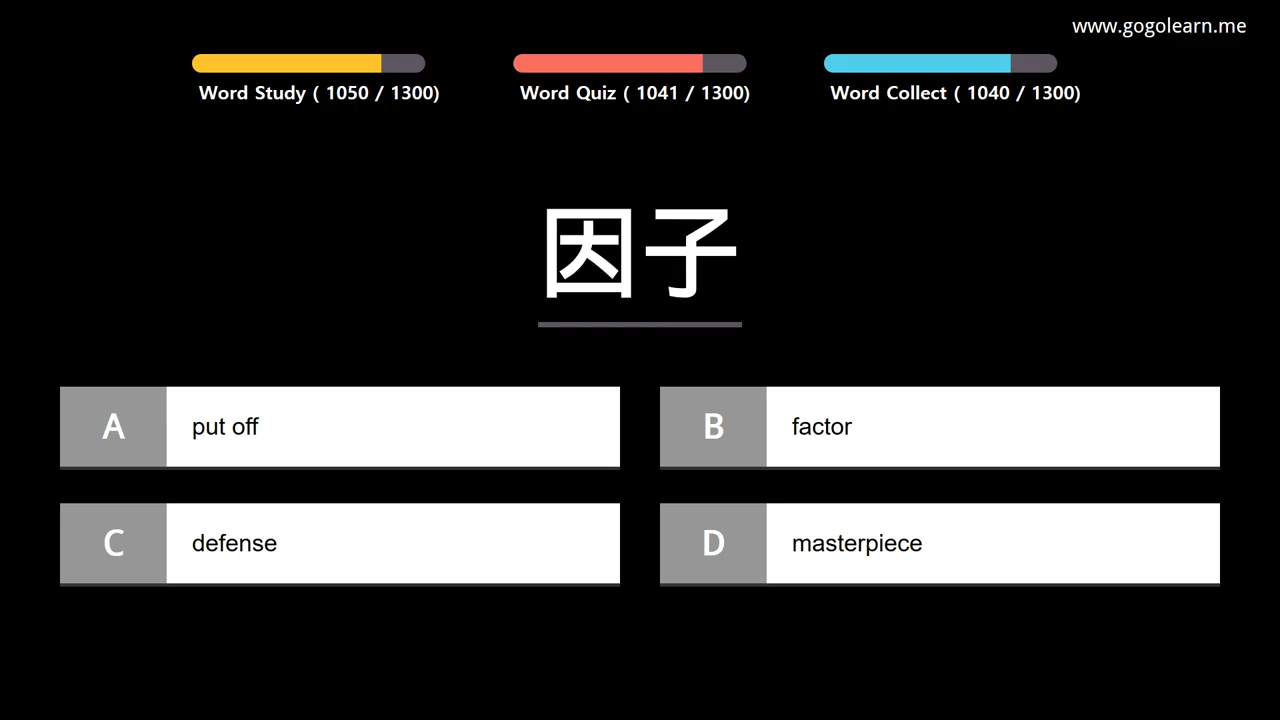 www.gogolearn.me
Word Study ( 1050 / 1300)
Word Quiz ( 1041 / 1300)
Word Collect ( 1040 / 1300)
因子
A put off
B factor
C defense
D masterpiece